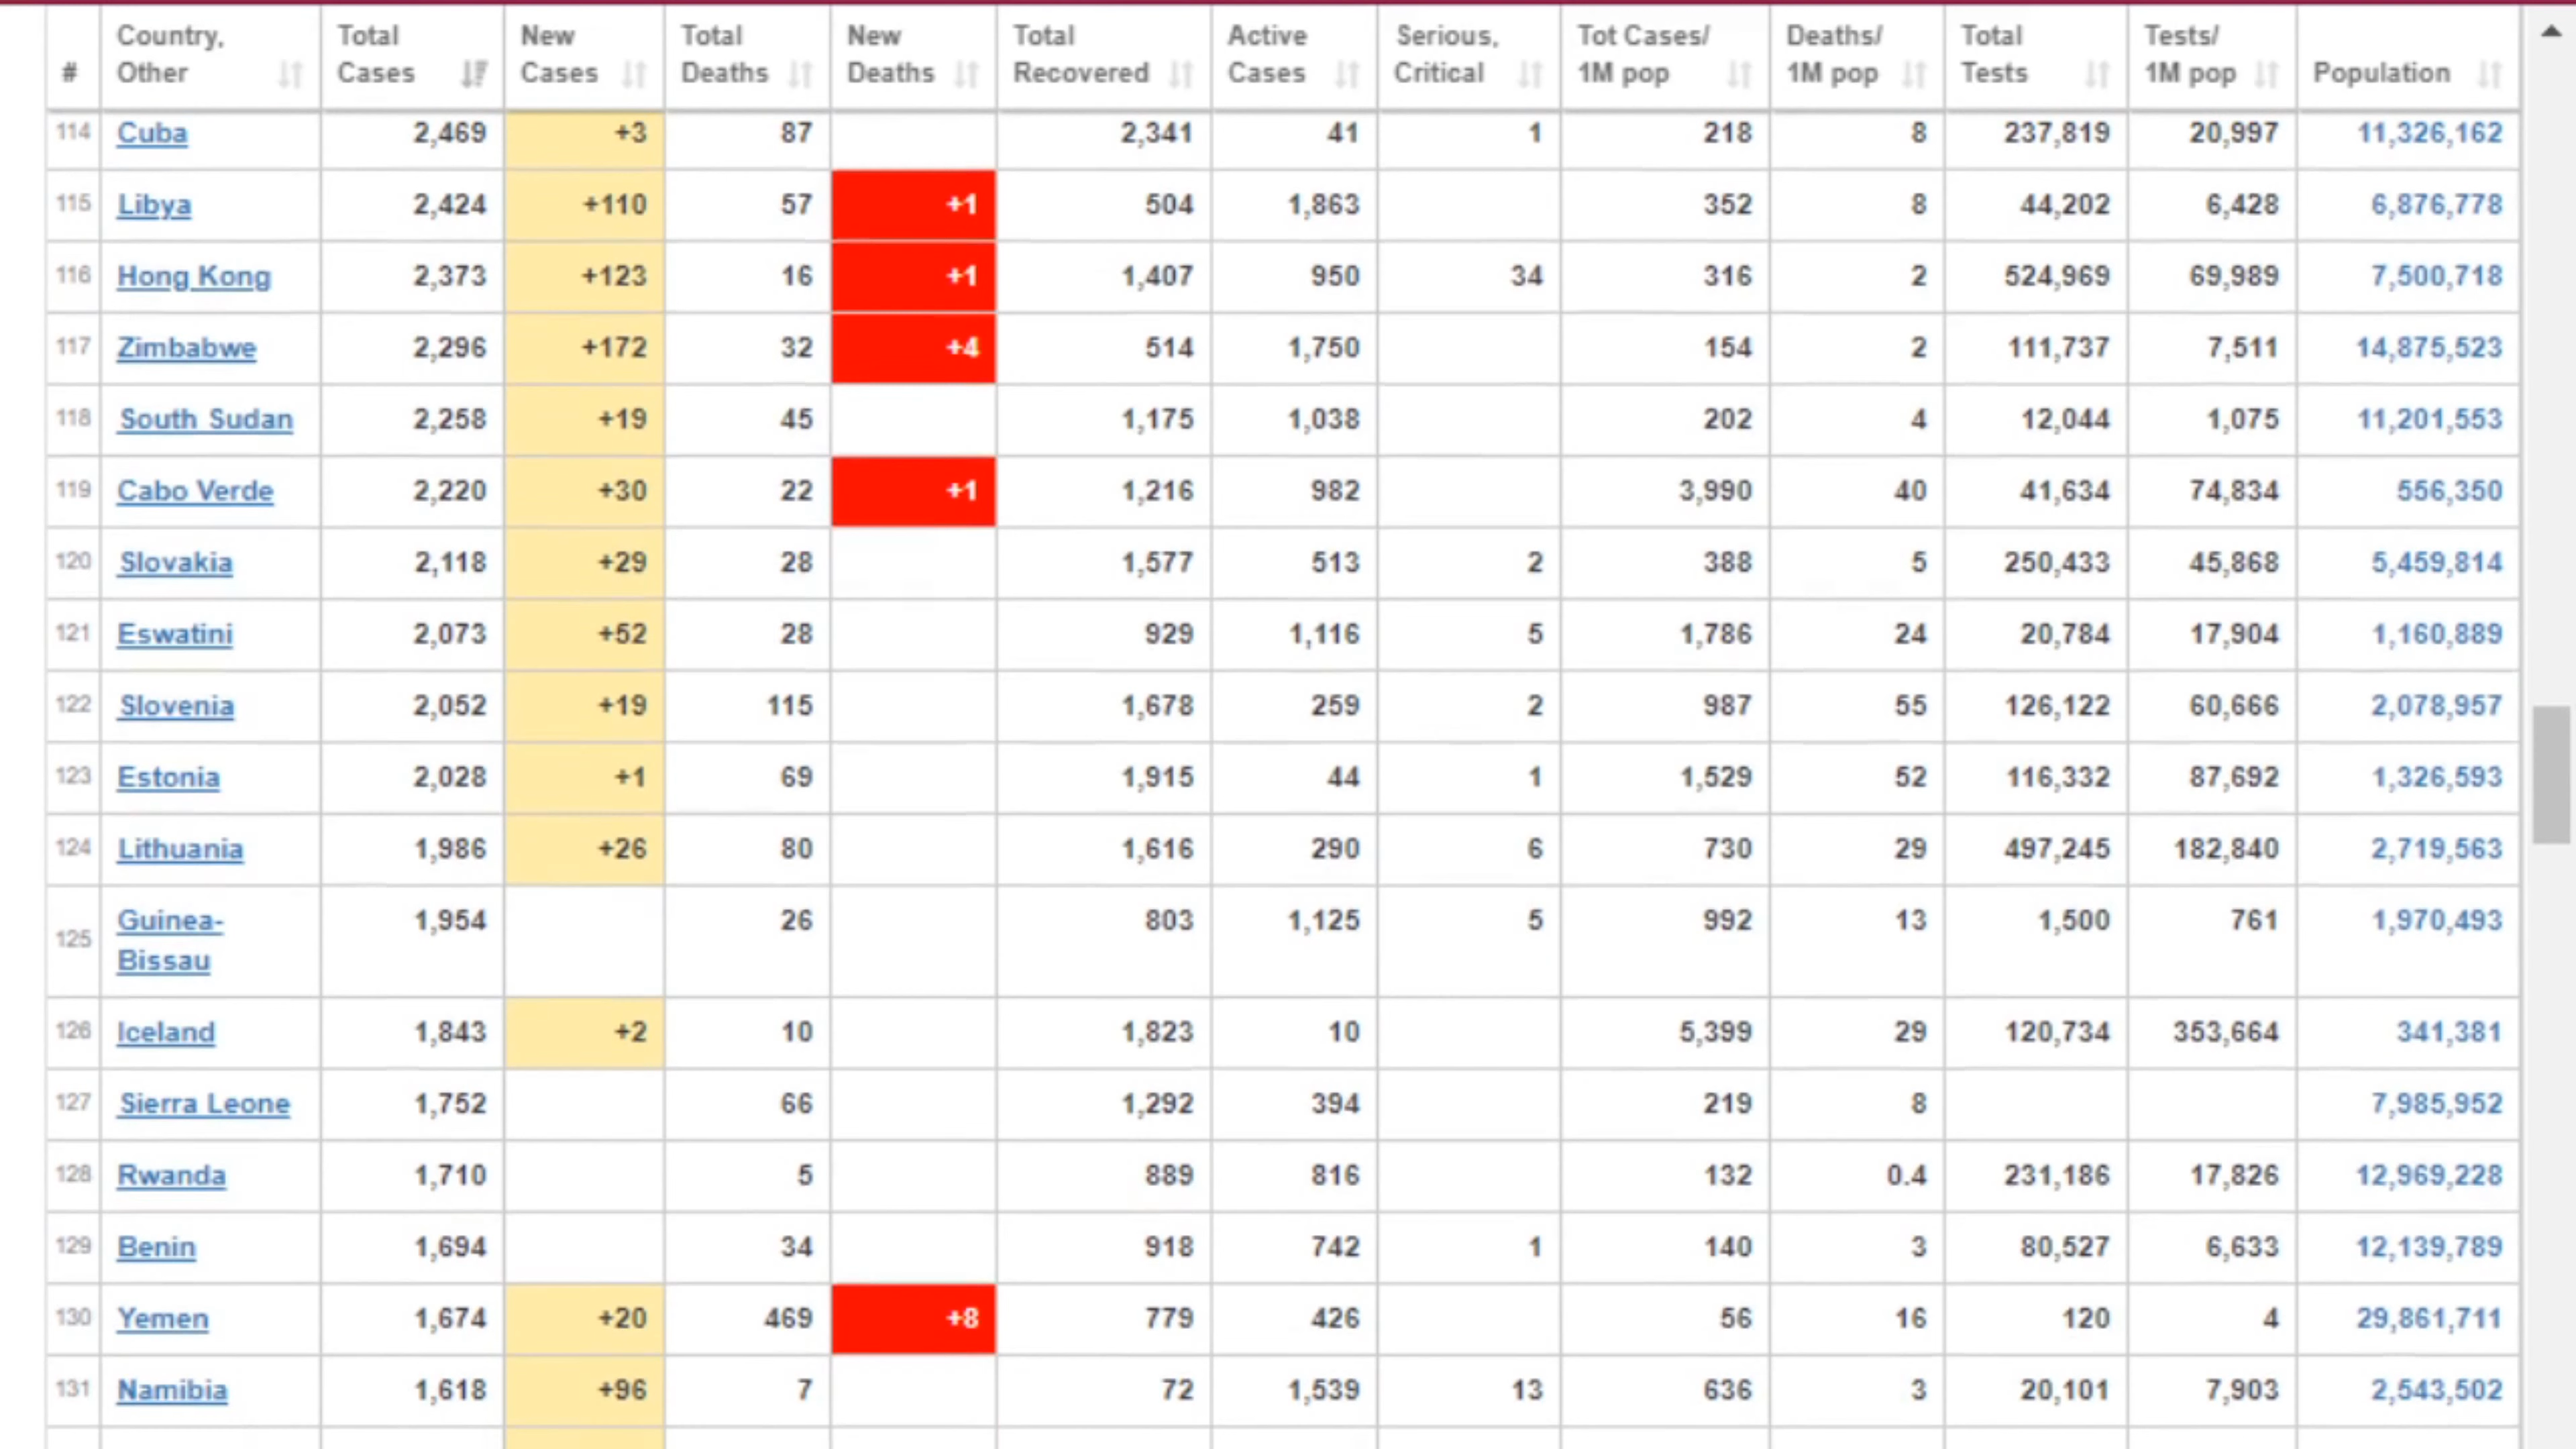 # Country, Other Total Cases New Cases Total Deaths New Deaths Total Recovered Active Cases Serious, Critical Tot Cases/ 1M pop Deaths/ 1M pop Total Tests Tests/ 1M pop Population
114 Cuba 2,469 +3 87 2,341 41 1 218 8 237,819 20,997 11,326,162
115 Libya 2,424 +110 57 +1 504 1,863 352 8 44,202 6,428 6,876,778
116 Hong Kong 2,373 +123 16 +1 1,407 950 34 316 2 524,969 69,989 7,500,718
117 Zimbabwe 2,296 +172 32 +4 514 1,750 154 2 111,737 7,511 14,875,523
118 South Sudan 2,258 +19 45 1,175 1,038 202 4 12,044 1,075 11,201,553
119 Cabo Verde 2,220 +30 22 +1 1,216 982 3,990 40 41,634 74,834 556,350
120 Slovakia 2,118 +29 28 1,577 513 2 388 5 250,433 45,868 5,459,814
121 Eswatini 2,073 +52 28 929 1,116 5 1,786 24 20,784 17,904 1,160,889
122 Slovenia 2,052 +19 115 1,678 259 2 987 55 126,122 60,666 2,078,957
123 Estonia 2,028 +1 69 1,915 44 1 1,529 52 116,332 87,692 1,326,593
124 Lithuania 1,986 +26 80 1,616 290 6 730 29 497,245 182,840 2,719,563
125 Guinea-Bissau 1,954 26 803 1,125 5 992 13 1,500 761 1,970,493
126 Iceland 1,843 +2 10 1,823 10 5,399 29 120,734 353,664 341,381
127 Sierra Leone 1,752 66 1,292 394 219 8 7,985,952
128 Rwanda 1,710 5 889 816 132 0.4 231,186 17,826 12,969,228
129 Benin 1,694 34 918 742 1 140 3 80,527 6,633 12,139,789
130 Yemen 1,674 +20 469 +8 779 426 56 16 120 4 29,861,711
131 Namibia 1,618 +96 7 72 1,539 13 636 3 20,101 7,903 2,543,502